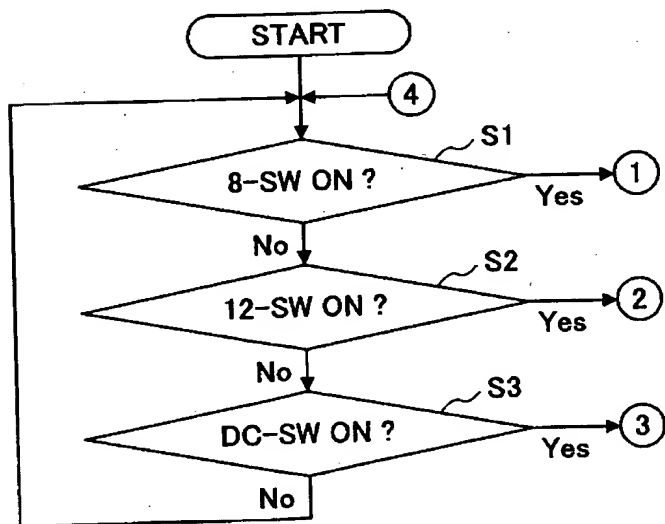 START
4
S1
8-SW ON ?
1
Yes
No
S2
12-SW ON ?
2
Yes
No
S3
DC-SW ON ?
3
Yes
No